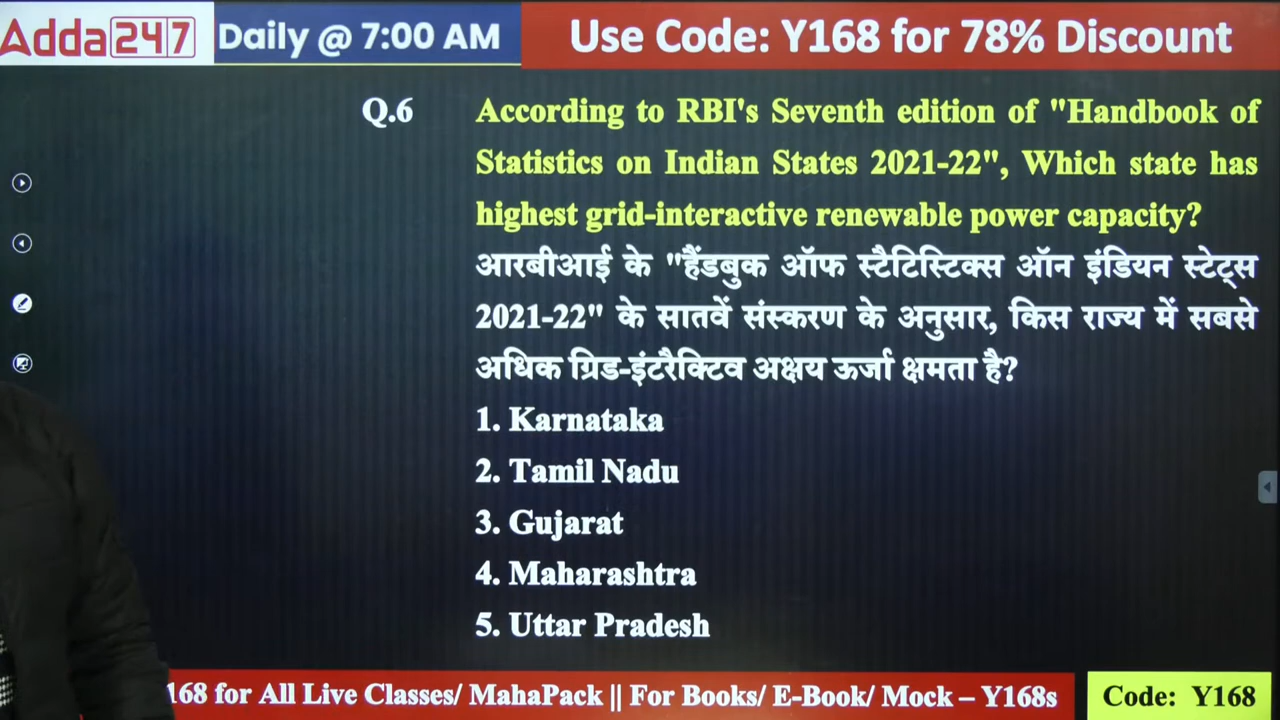 Adda 247 Daily @ 7:00 AM Use Code: Y168 for 78% Discount
Q.6 According to RBI's Seventh edition of "Handbook of
Statistics on Indian States 2021-22", Which state has
highest grid-interactive renewable power capacity?
आरबीआई के "हैंडबुक ऑफ स्टैटिस्टिक्स ऑन इंडियन स्टेट्स
2021-22" के सातवें संस्करण के अनुसार, किस राज्य में सबसे
अधिक ग्रिड-इंटरैक्टिव अक्षय ऊर्जा क्षमता है?
1. Karnataka
2. Tamil Nadu
3. Gujarat
4. Maharashtra
5. Uttar Pradesh
168 for All Live Classes/ MahaPack || For Books/ E-Book/ Mock – Y168s Code: Y168